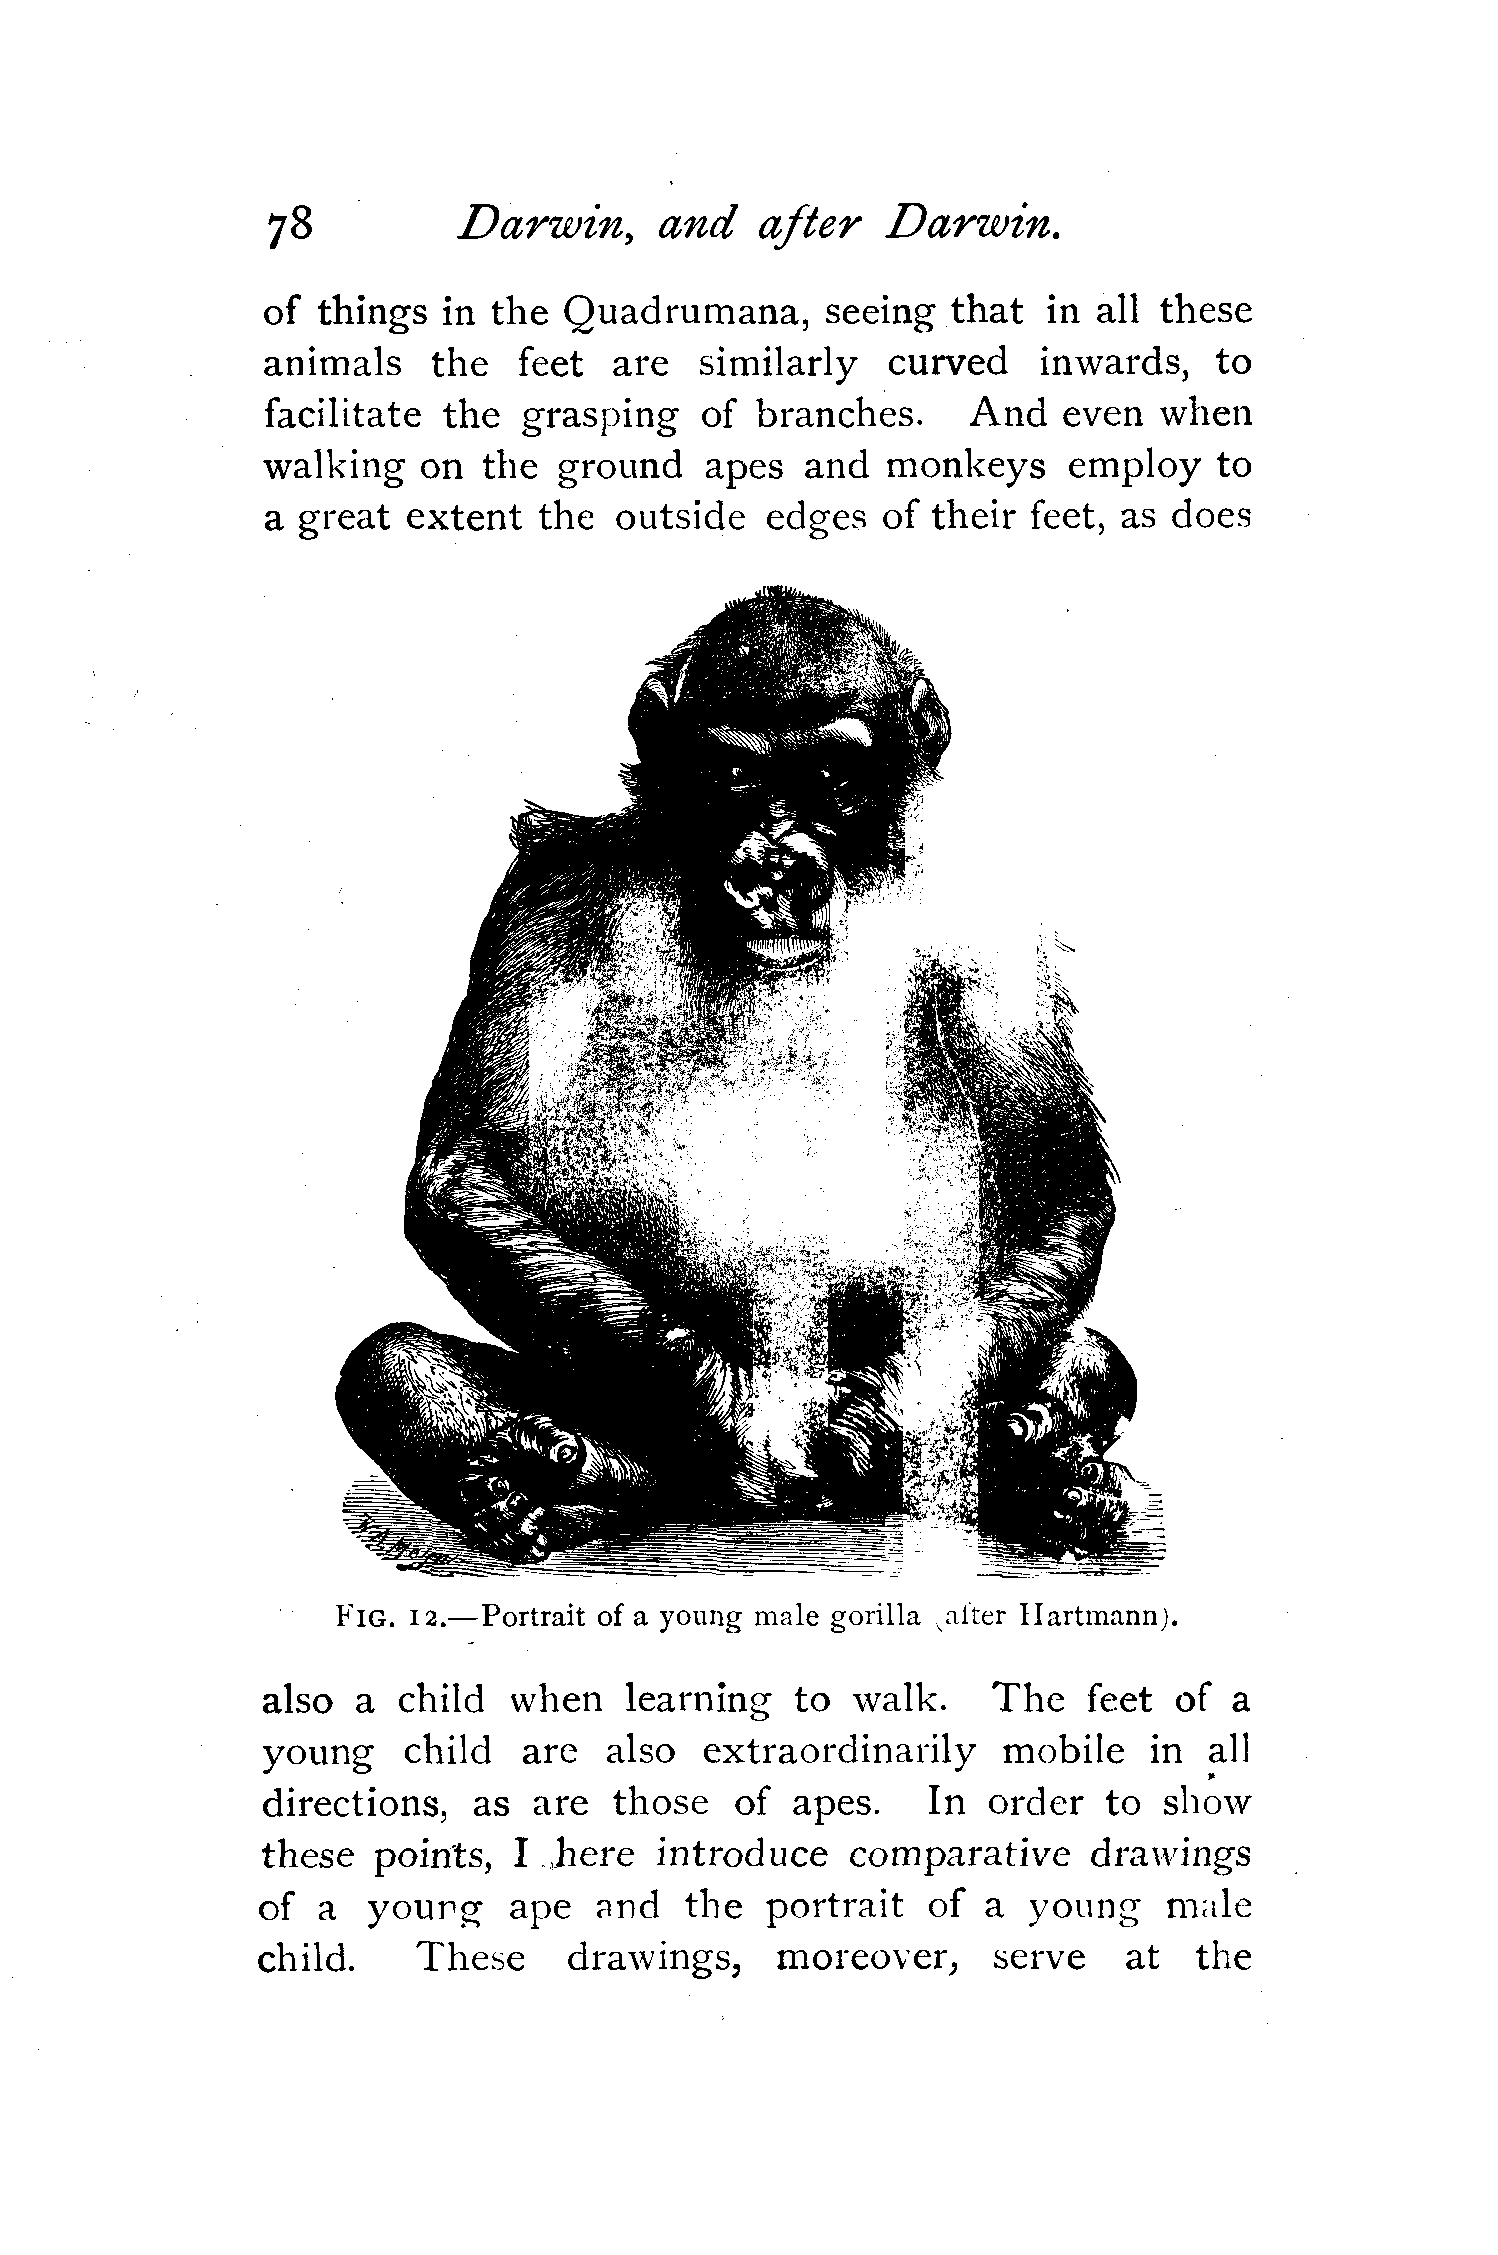 78 Darwin, and after Darwin.
of things in the Quadrumana, seeing that in all these
animals the feet are similarly curved inwards, to
facilitate the grasping of branches. And even when
walking on the ground apes and monkeys employ to
a great extent the outside edges of their feet, as does
FIG. 12.—Portrait of a young male gorilla (after Hartmann).
also a child when learning to walk. The feet of a
young child are also extraordinarily mobile in all
directions, as are those of apes. In order to show
these points, I here introduce comparative drawings
of a young ape and the portrait of a young male
child. These drawings, moreover, serve at the